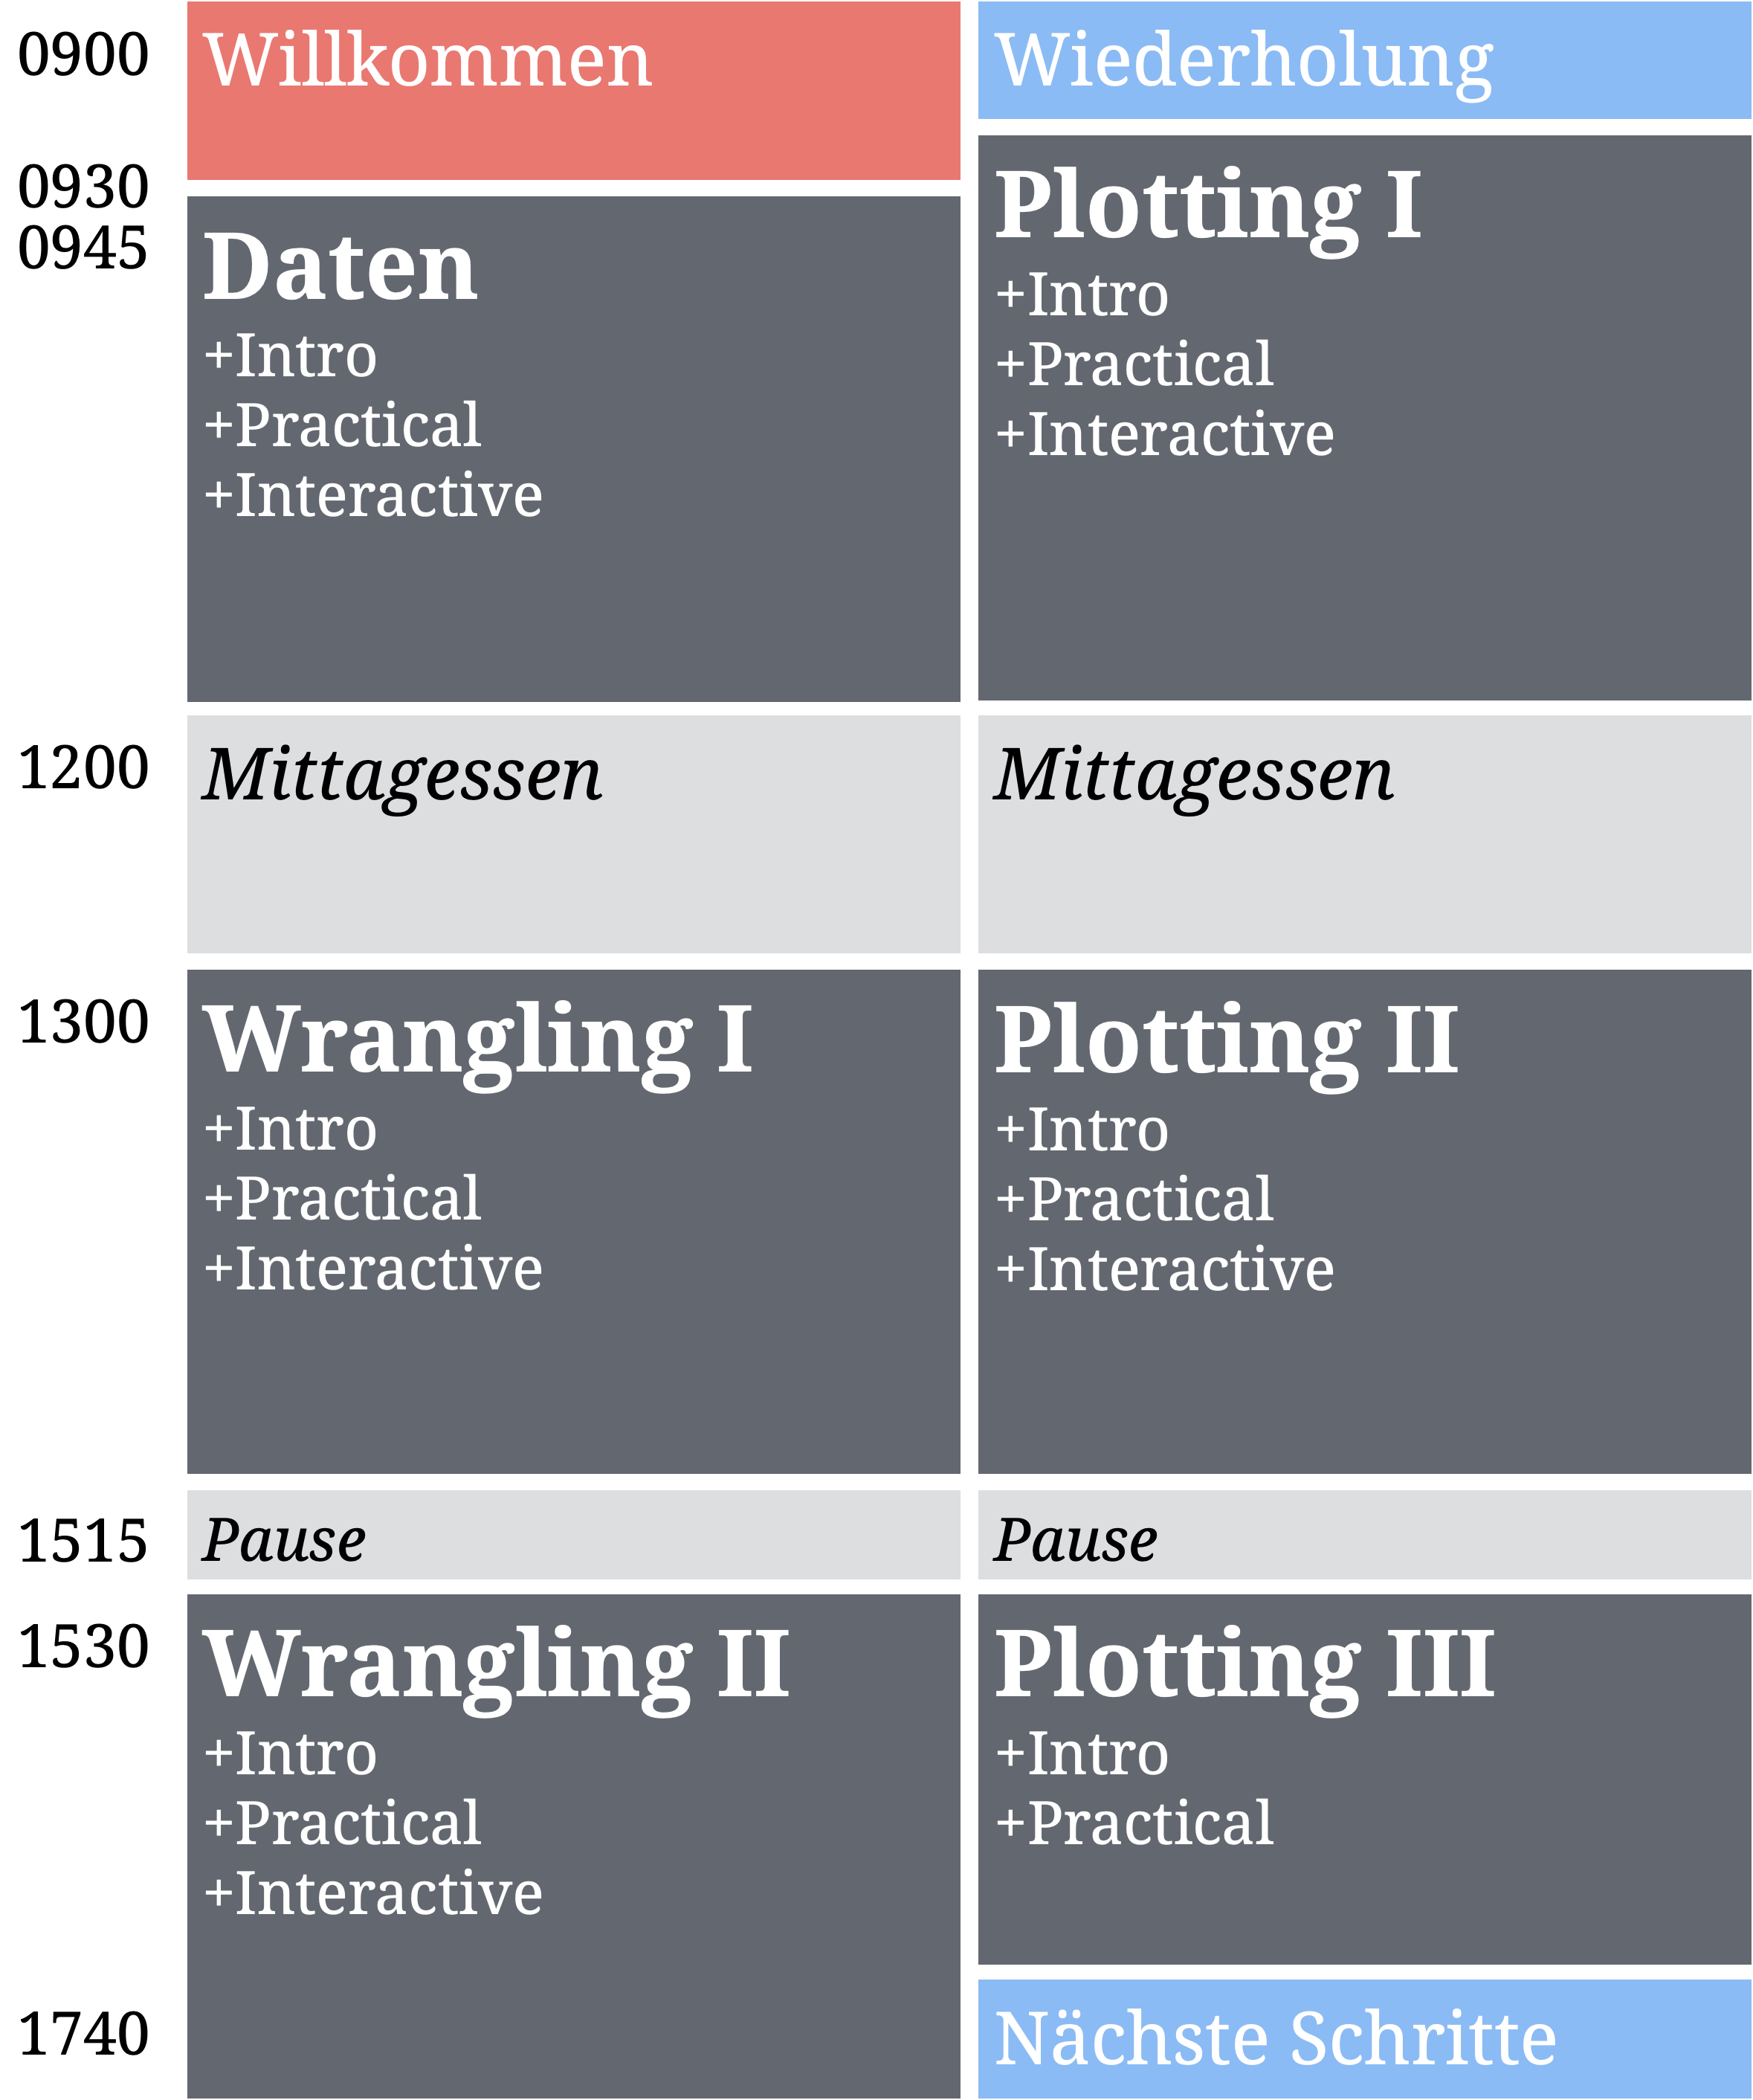 0900
Willkommen
Wiederholung
0930
Plotting I
0945
Daten
+Intro
+Intro
+Practical
+Practical
+Interactive
+Interactive
1200
Mittagessen
Mittagessen
1300
Wrangling I
Plotting II
+Intro
+Intro
+Practical
+Practical
+Interactive
+Interactive
1515
Pause
Pause
1530
Wrangling II
Plotting III
+Intro
+Intro
+Practical
+Practical
+Interactive
1740
Nächste Schritte